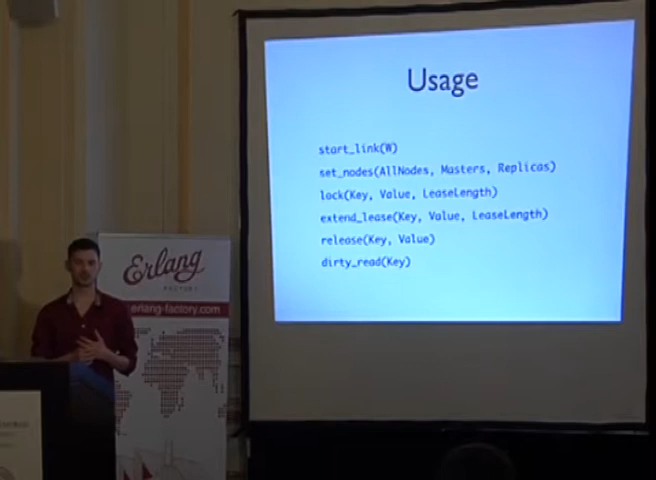 Usage
start_link(W)
set_nodes(AllNodes, Masters, Replicas)
lock(Key, Value, LeaseLength)
extend_lease(Key, Value, LeaseLength)
release(Key, Value)
dirty_read(Key)
Erlang
FACTORY
erlang-factory.com